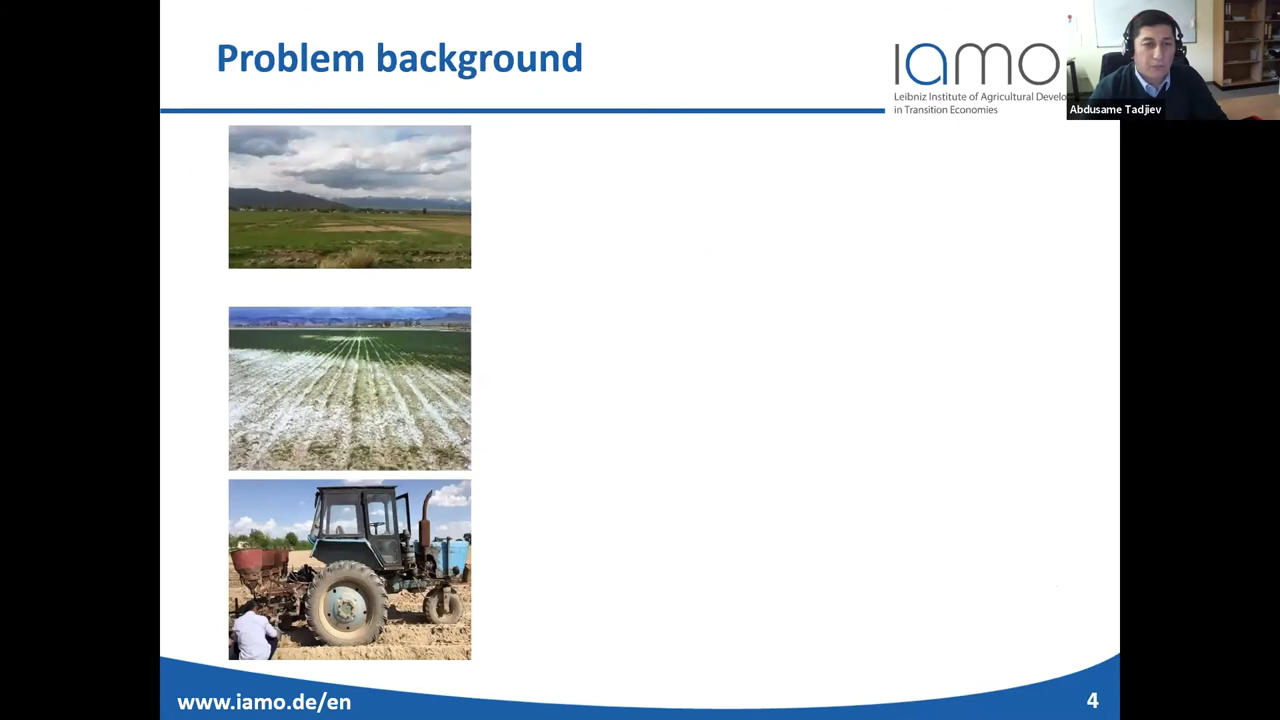 Problem background
iamo
Leibniz Institute of Agricultural Develo
in Transition Economies
Abdusame Tadjiev
www.iamo.de/en
4